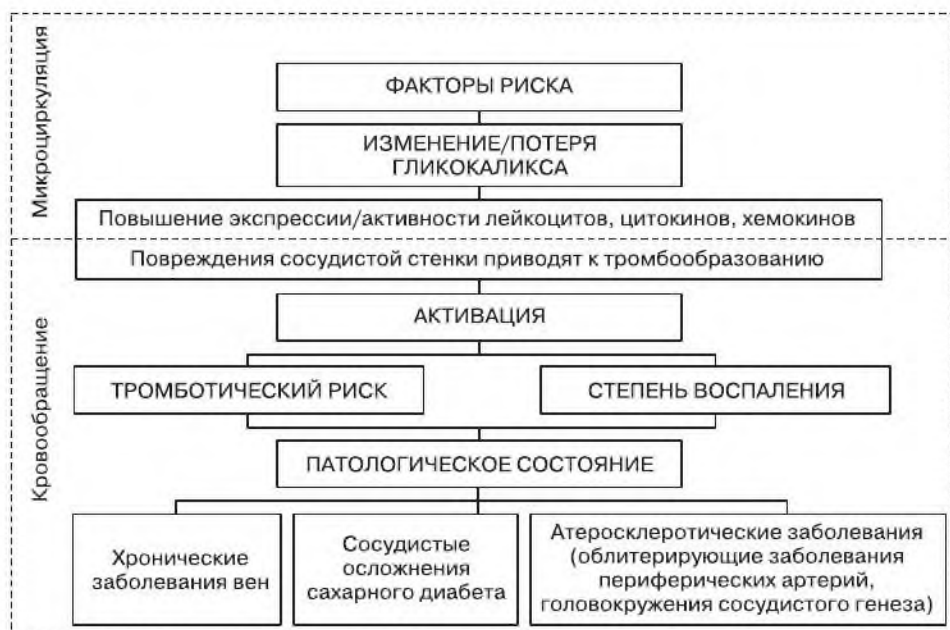 Микроциркуляция
ФАКТОРЫ РИСКА
ИЗМЕНЕНИЕ/ПОТЕРЯ
ГЛИКОКАЛИКСА
Повышение экспрессии/активности лейкоцитов, цитокинов, хемокинов
Кровообращение
Повреждения сосудистой стенки приводят к тромбообразованию
АКТИВАЦИЯ
ТРОМБОТИЧЕСКИЙ РИСК
СТЕПЕНЬ ВОСПАЛЕНИЯ
ПАТОЛОГИЧЕСКОЕ СОСТОЯНИЕ
Хронические
заболевания вен
Сосудистые
осложнения
сахарного диабета
Атеросклеротические заболевания
(облитерирующие заболевания
периферических артерий,
головокружения сосудистого генеза)